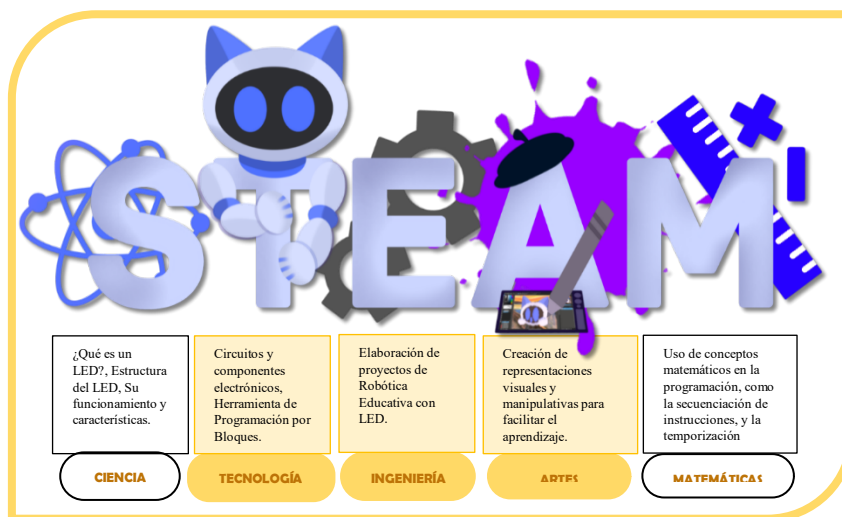 STEAM
¿Qué es un
LED?, Estructura
del LED, Su
funcionamiento y
características.
Circuitos y
componentes
electrónicos,
Herramienta de
Programación por
Bloques.
Elaboración de
proyectos de
Robótica
Educativa con
LED.
Creación de
representaciones
visuales y
manipulativas para
facilitar el
aprendizaje.
Uso de conceptos
matemáticos en la
programación, como
la secuenciación de
instrucciones, y la
temporización
CIENCIA
TECNOLOGÍA
INGENIERÍA
ARTES
MATEMÁTICAS